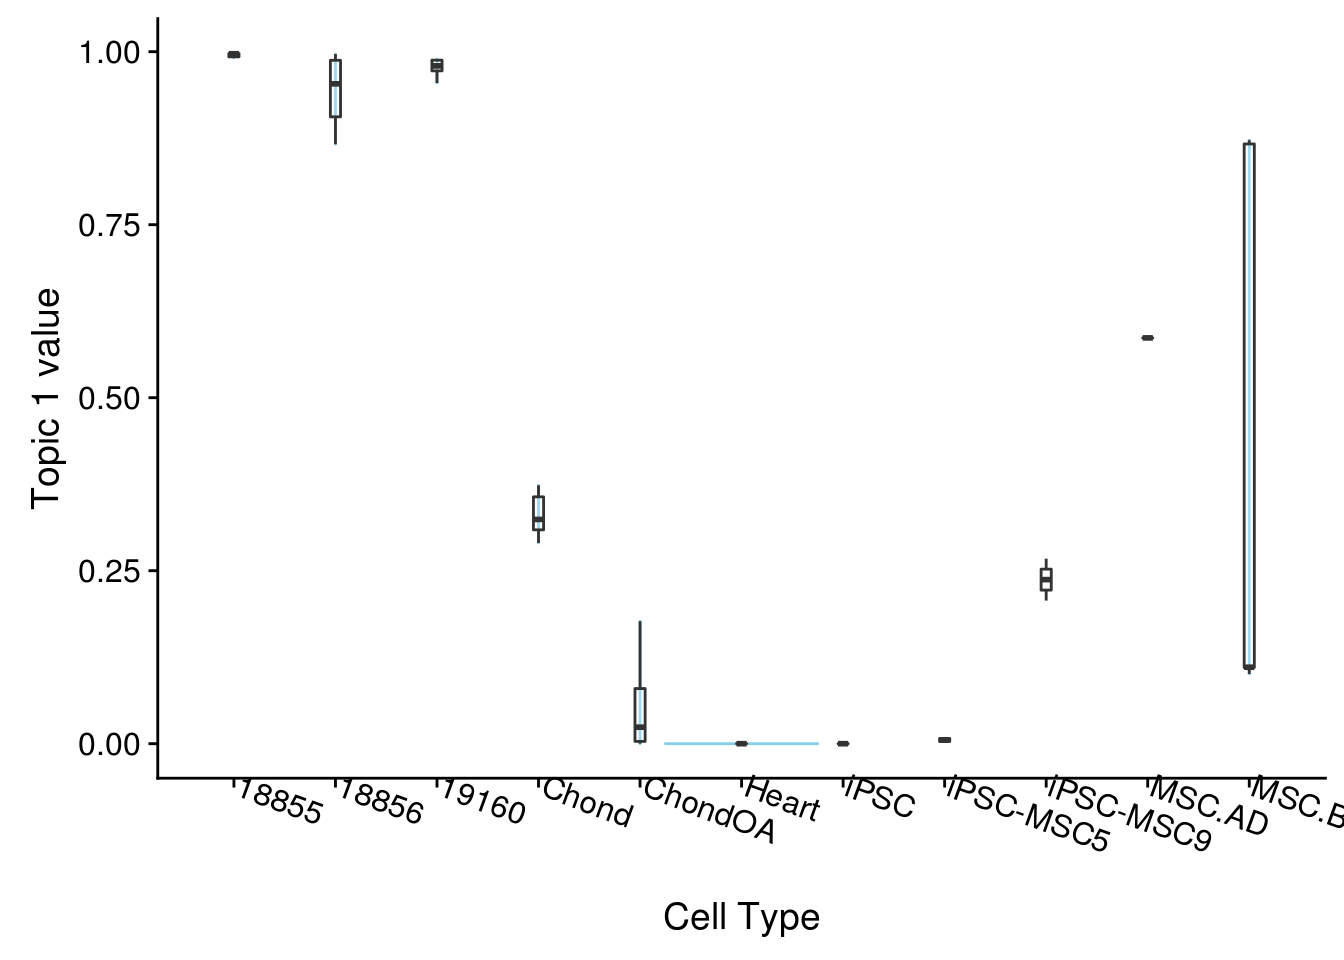 1.00
0.75
0.50
0.25
0.00
Topic 1 value
18855
18856
19160
Chond
ChondOA
Heart
iPSC
iPSC-MSC5
iPSC-MSC9
MSC.AD
MSC.B
Cell Type